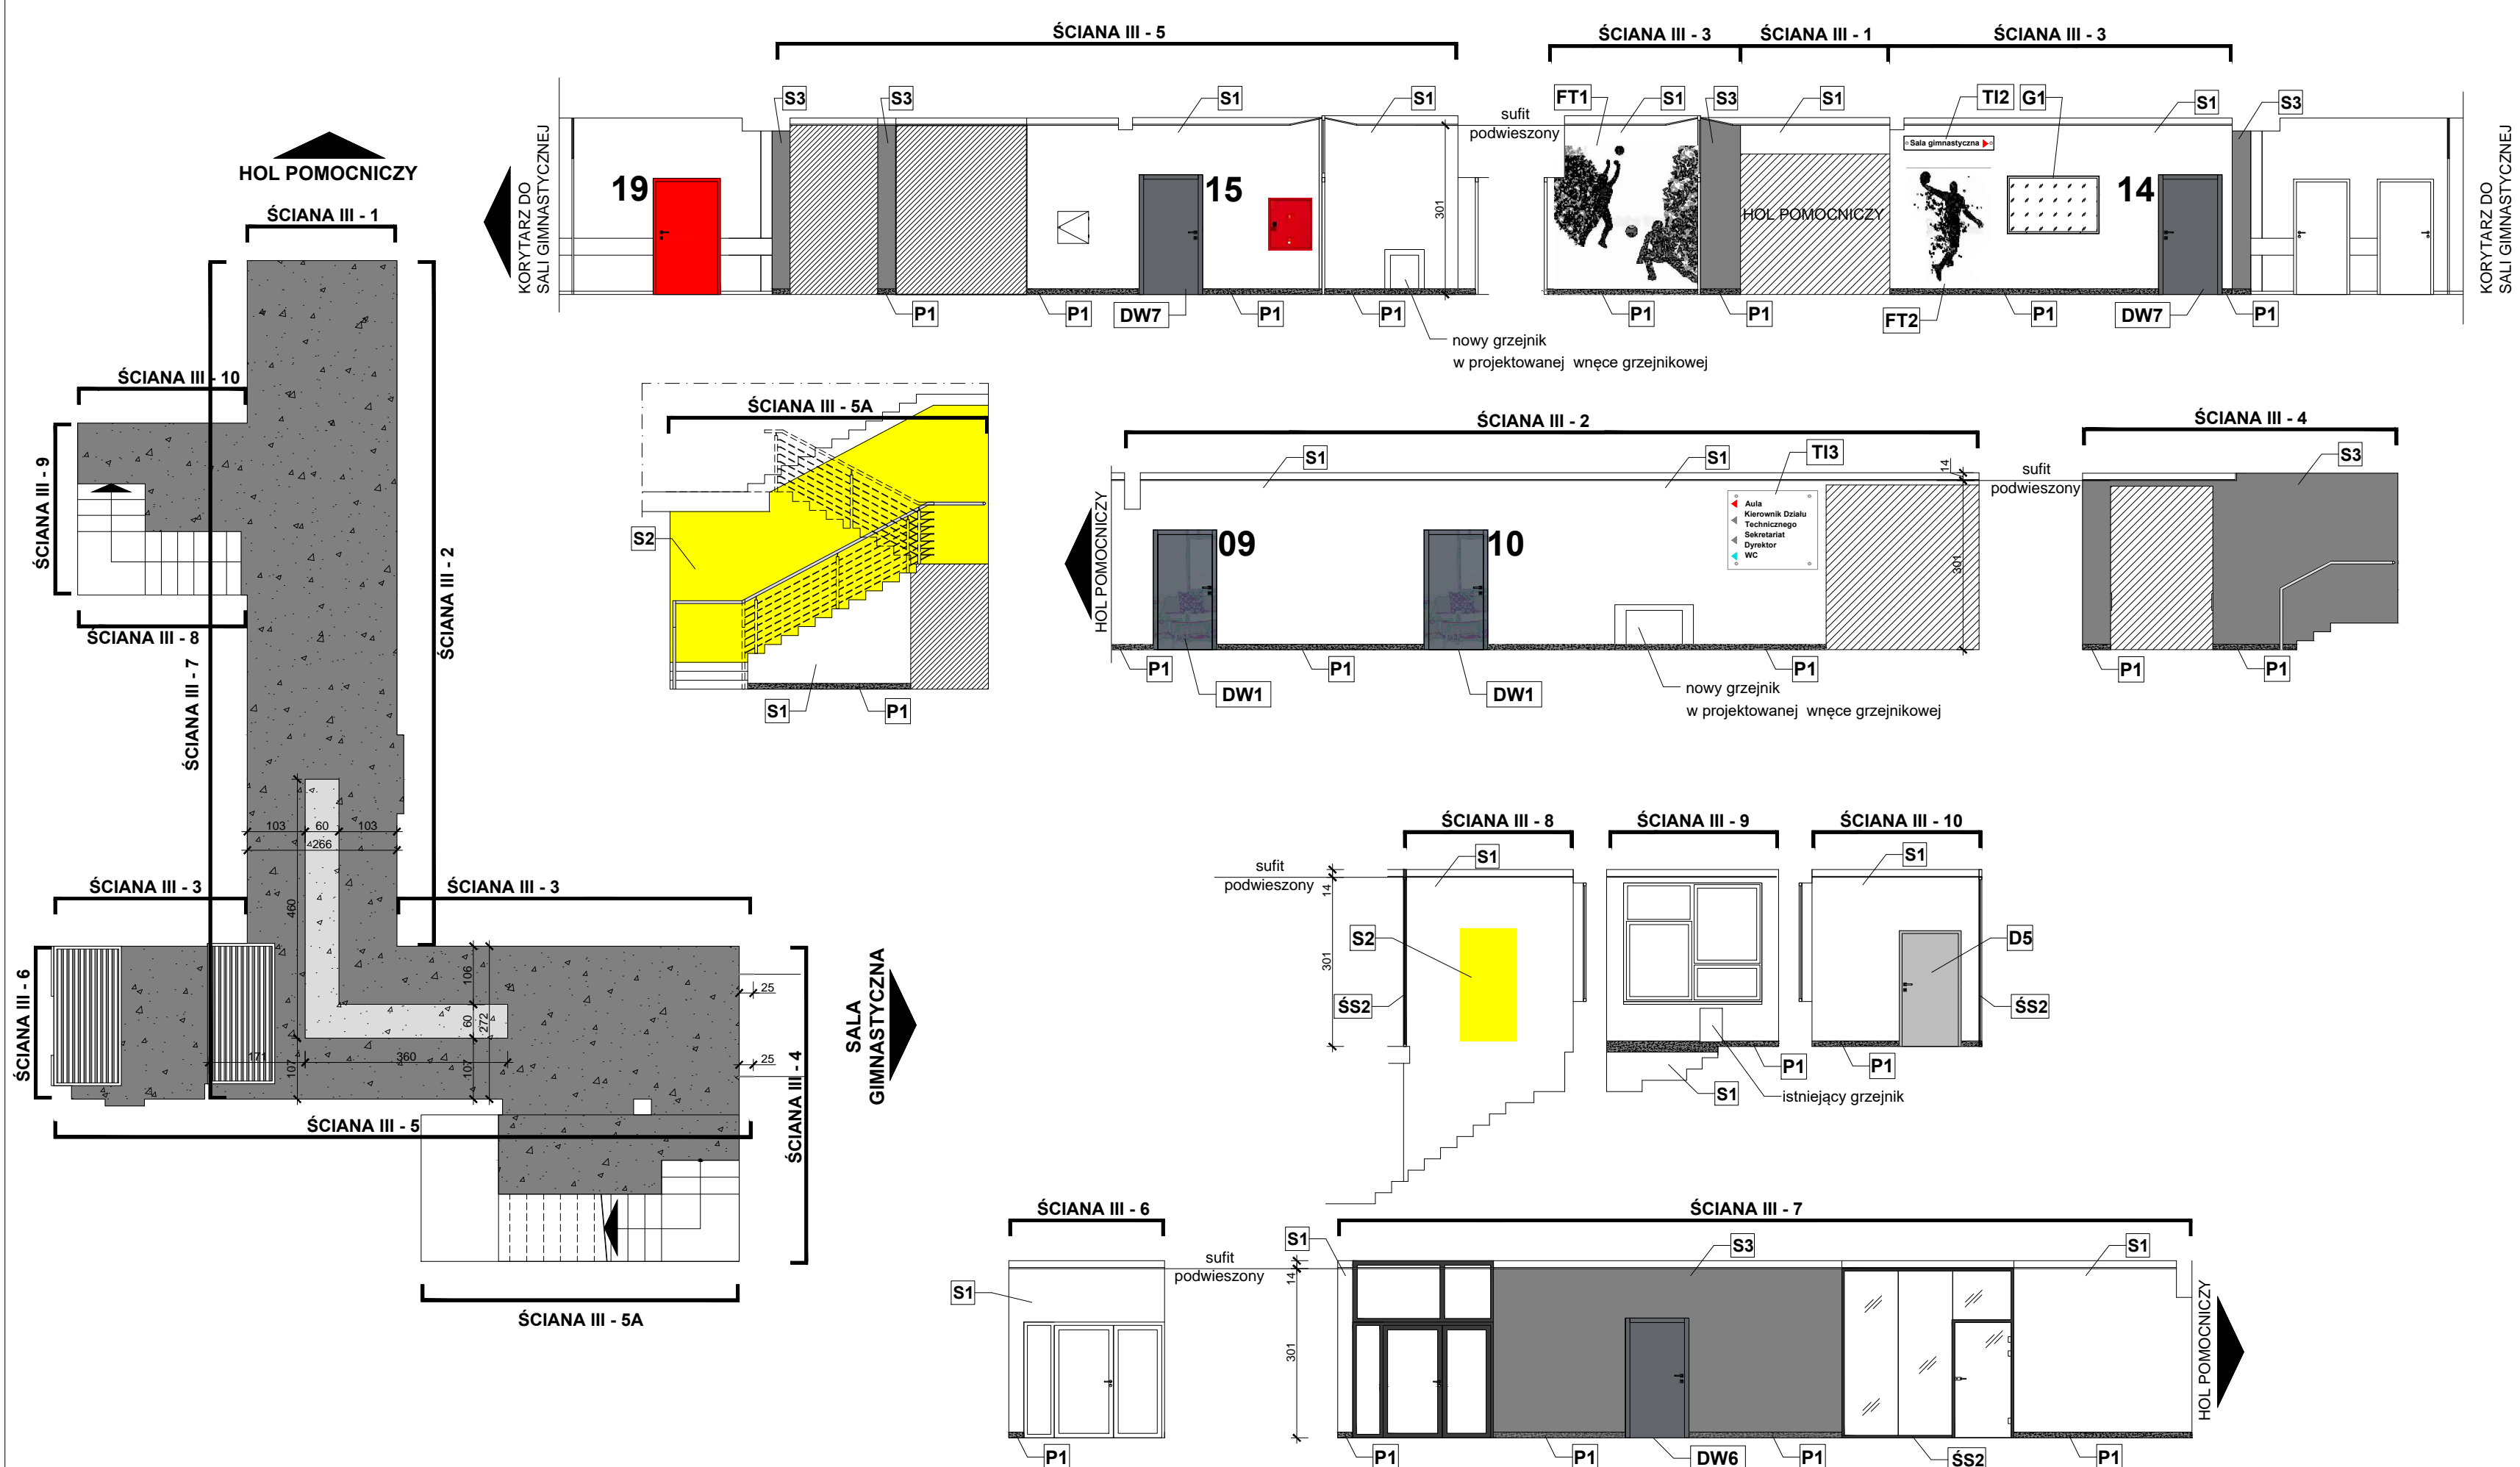 ŚCIANA III - 5
ŚCIANA III - 3
ŚCIANA III - 1
ŚCIANA III - 3
S3
S3
S1
S1
FT1
S1
S3
S1
TI2
G1
S1
S3
sufit
podwieszony
KORYTARZ DO
SALI GIMNASTYCZNEJ
19
15
301
HOL POMOCNICZY
Sala gimnastyczna
14
KORYTARZ DO
SALI GIMNASTYCZNEJ
P1
P1
DW7
P1
P1
P1
P1
FT2
P1
DW7
P1
nowy grzejnik
w projektowanej wnęce grzejnikowej
HOL POMOCNICZY
ŚCIANA III - 1
ŚCIANA III - 10
ŚCIANA III - 9
ŚCIANA III - 8
ŚCIANA III - 7
ŚCIANA III - 2
103
60
103
266
460
ŚCIANA III - 3
ŚCIANA III - 3
ŚCIANA III - 6
106
60
272
107
107
171
360
25
25
ŚCIANA III - 4
SALA
GIMNASTYCZNA
ŚCIANA III - 5
ŚCIANA III - 5A
ŚCIANA III - 5A
S2
S1
P1
ŚCIANA III - 2
S1
S1
TI3
14
sufit
podwieszony
HOL POMOCNICZY
09
10
Aula
Kierownik Działu
Technicznego
Sekretariat
Dyrektor
WC
301
P1
DW1
P1
DW1
P1
nowy grzejnik
w projektowanej wnęce grzejnikowej
ŚCIANA III - 4
S3
P1
P1
ŚCIANA III - 8
ŚCIANA III - 9
ŚCIANA III - 10
sufit
podwieszony
S1
14
301
S2
ŚS2
S1
P1
istniejący grzejnik
S1
D5
ŚS2
P1
ŚCIANA III - 6
S1
P1
sufit
podwieszony
ŚCIANA III - 7
S1
S3
S1
14
301
HOL POMOCNICZY
P1
P1
DW6
P1
ŚS2
P1